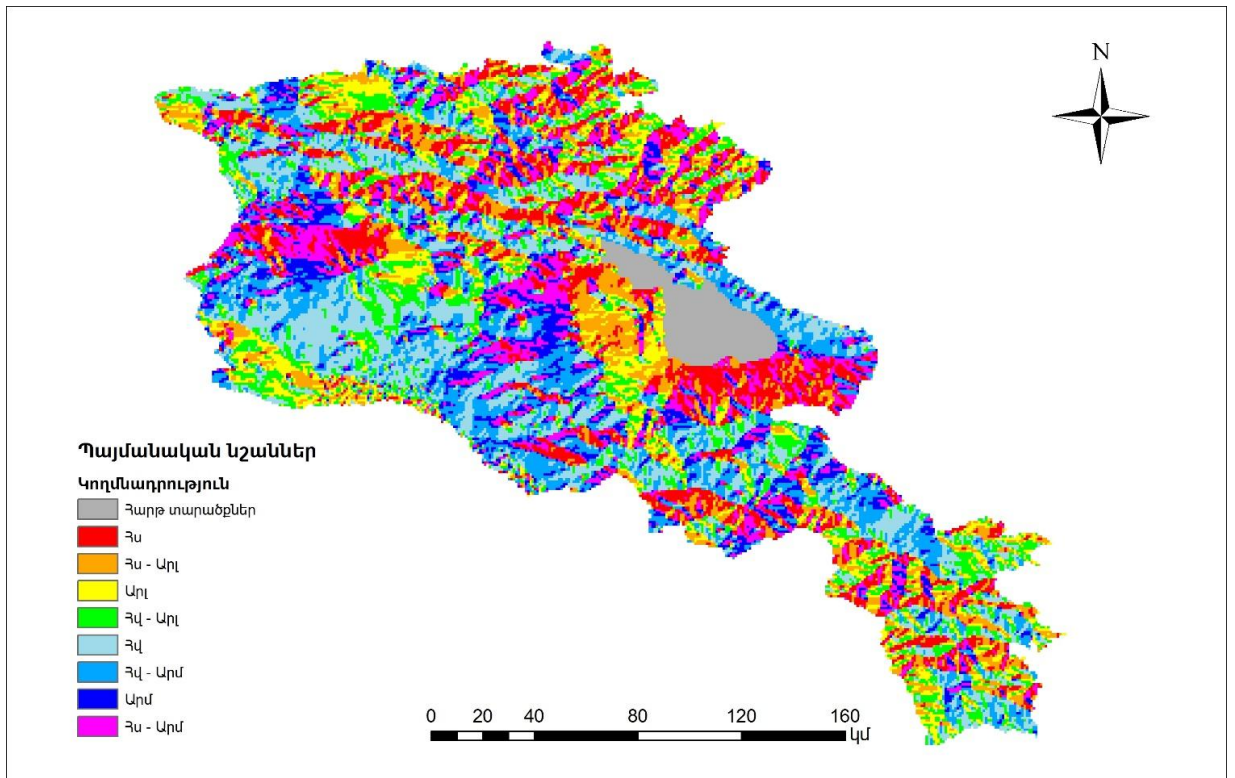 N
Պայմանական նշաններ
Կողմնադրություն
Հարթ տարածքներ
Հս
Հս - Արլ
Արլ
Հվ - Արլ
Հվ
Հվ - Արմ
Արմ
Հս - Արմ
0 20 40 80 120 160
կմ